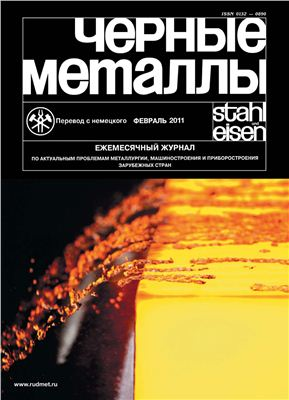 ISSN 0132 — 0890
черные
металлы
Перевод с немецкого ФЕВРАЛЬ 2011
stahl
und
eisen
ЕЖЕМЕСЯЧНЫЙ ЖУРНАЛ
ПО АКТУАЛЬНЫМ ПРОБЛЕМАМ МЕТАЛЛУРГИИ, МАШИНОСТРОЕНИЯ И ПРИБОРОСТРОЕНИЯ
ЗАРУБЕЖНЫХ СТРАН
www.rudmet.ru